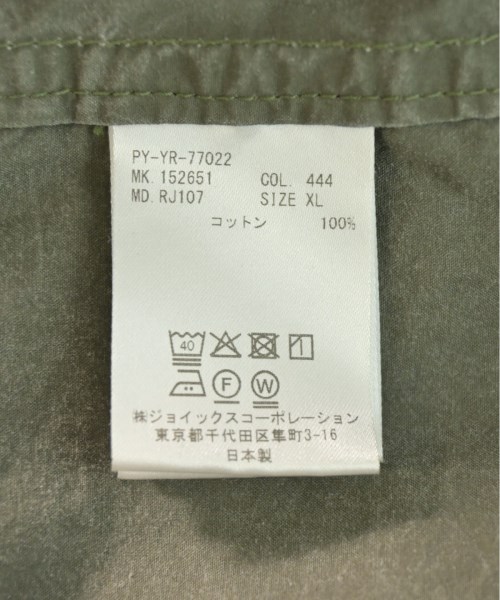 PY-YR-77022
MK. 152651 COL. 444
MD. RJ107 SIZE XL
コットン 100%
40
F W
㈱ジョイックスコーポレーション
東京都千代田区隼町3-16
日本製